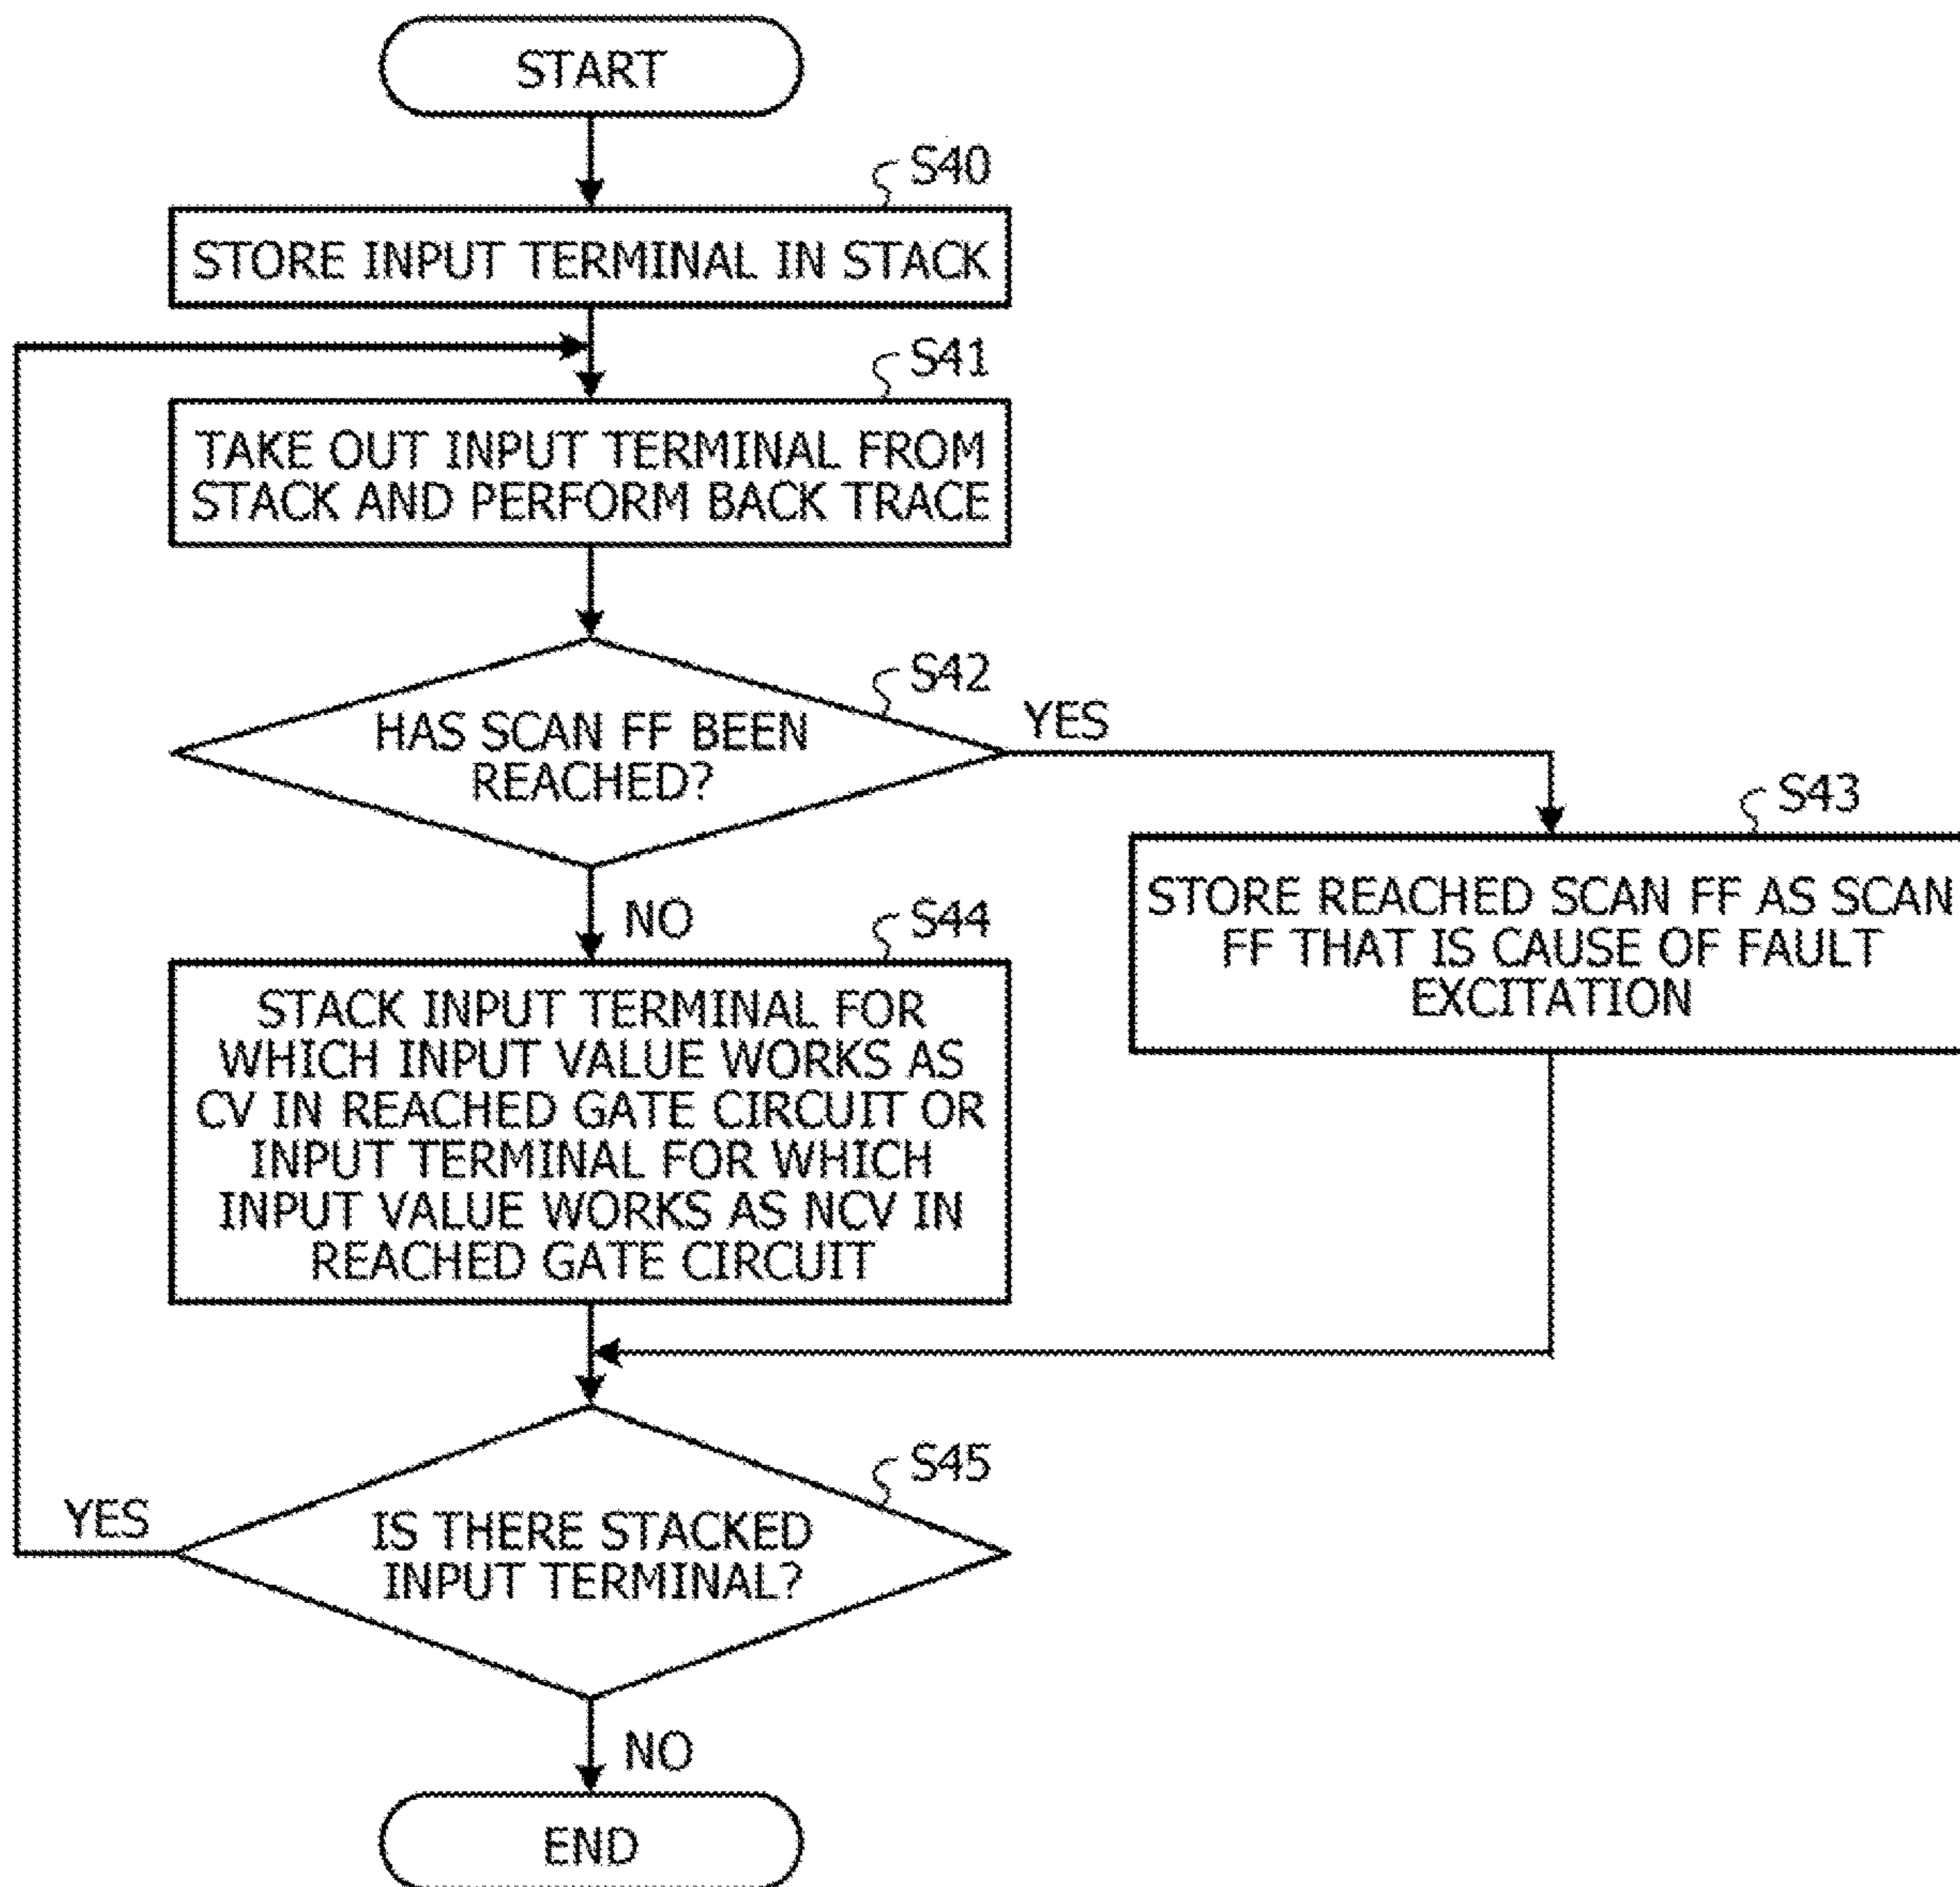 START
S40
STORE INPUT TERMINAL IN STACK
S41
TAKE OUT INPUT TERMINAL FROM
STACK AND PERFORM BACK TRACE
S42
HAS SCAN FF BEEN
REACHED?
YES
S43
STORE REACHED SCAN FF AS SCAN
FF THAT IS CAUSE OF FAULT
EXCITATION
NO
S44
STACK INPUT TERMINAL FOR
WHICH INPUT VALUE WORKS AS
CV IN REACHED GATE CIRCUIT OR
INPUT TERMINAL FOR WHICH
INPUT VALUE WORKS AS NCV IN
REACHED GATE CIRCUIT
S45
YES
IS THERE STACKED
INPUT TERMINAL?
NO
END